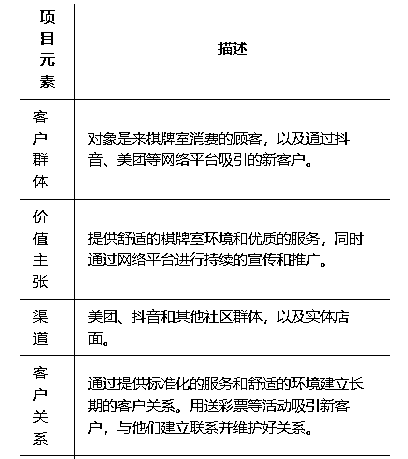 项
目
元
素
描述
客
户
群
体
对象是来棋牌室消费的顾客，以及通过抖
音、美团等网络平台吸引的新客户。
价
值
主
张
提供舒适的棋牌室环境和优质的服务，同时
通过网络平台进行持续的宣传和推广。
渠
道
美团、抖音和其他社区群体，以及实体店
面。
客
户
关
系
通过提供标准化的服务和舒适的环境建立长
期的客户关系。用送彩票等活动吸引新客
户，与他们建立联系并维护好关系。